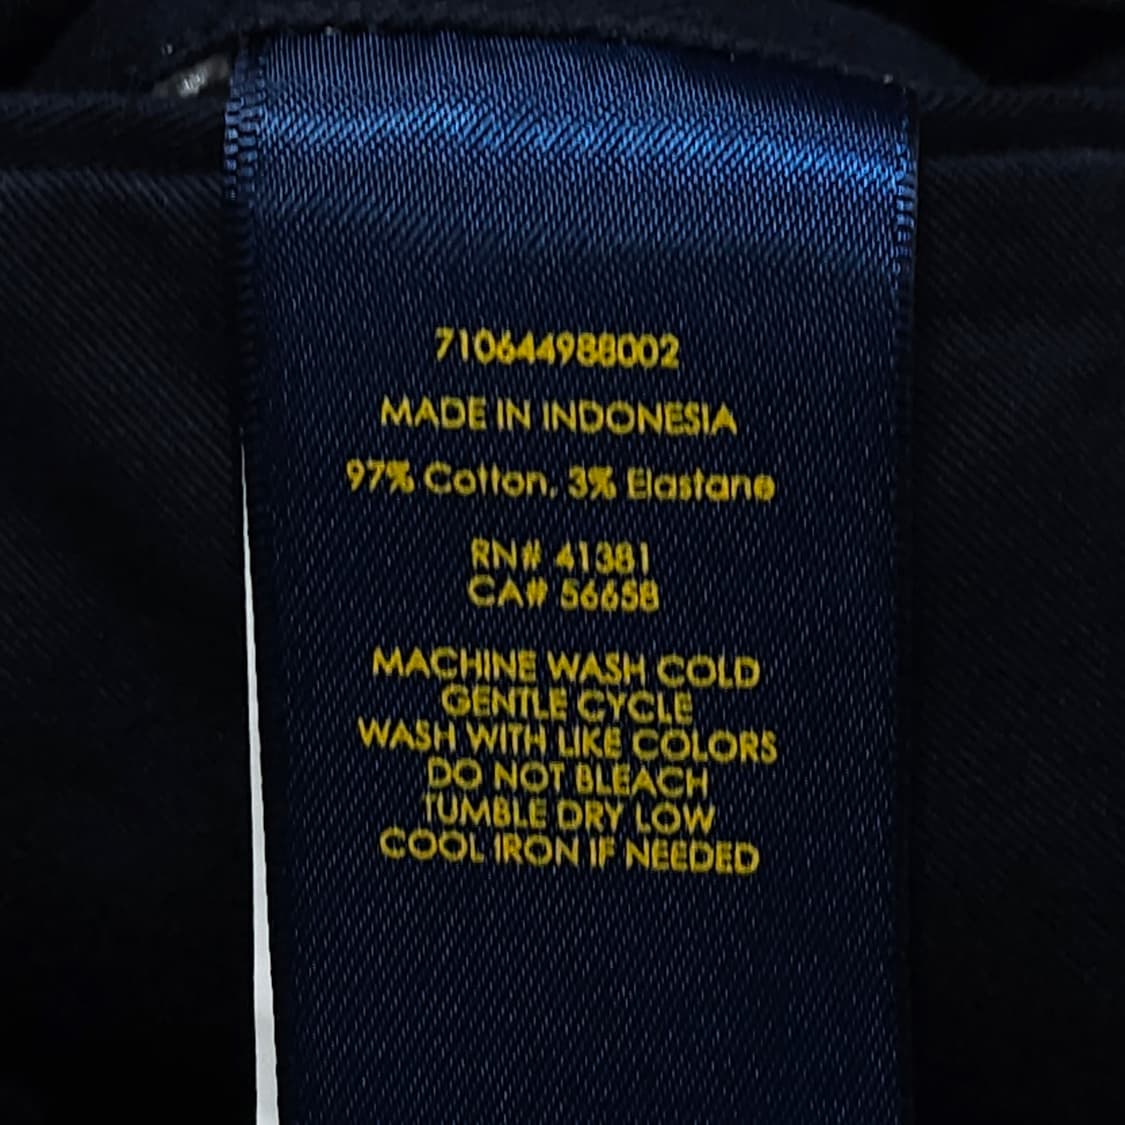 710644988002
MADE IN INDONESIA
97% Cotton, 3% Elastane
RN# 41381
CA# 56658
MACHINE WASH COLD
GENTLE CYCLE
WASH WITH LIKE COLORS
DO NOT BLEACH
TUMBLE DRY LOW
COOL IRON IF NEEDED